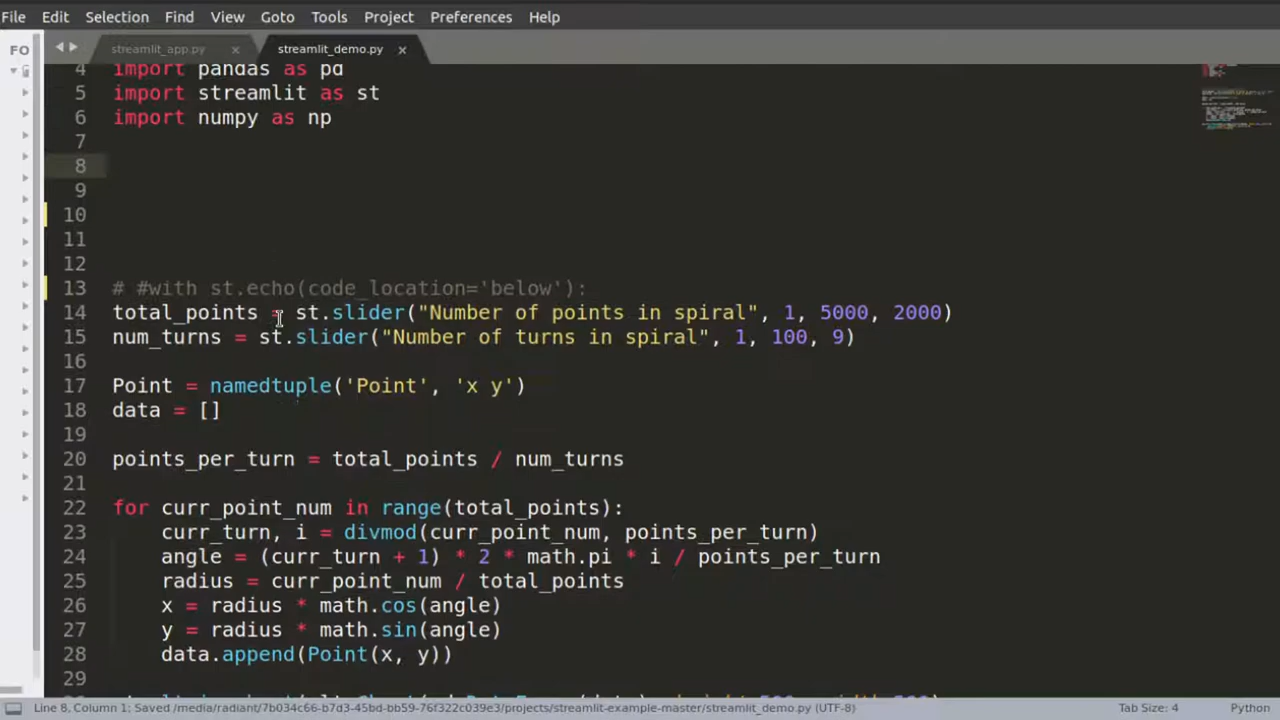 File Edit Selection Find View Goto Tools Project Preferences Help
FO
streamlit_app.py × streamlit_demo.py ×
4 import pandas as pd
5 import streamlit as st
6 import numpy as np
7
8
9
10
11
12
13 # #with st.echo(code_location='below'):
14 total_points = st.slider("Number of points in spiral", 1, 5000, 2000)
15 num_turns = st.slider("Number of turns in spiral", 1, 100, 9)
16
17 Point = namedtuple('Point', 'x y')
18 data = []
19
20 points_per_turn = total_points / num_turns
21
22 for curr_point_num in range(total_points):
23 curr_turn, i = divmod(curr_point_num, points_per_turn)
24 angle = (curr_turn + 1) * 2 * math.pi * i / points_per_turn
25 radius = curr_point_num / total_points
26 x = radius * math.cos(angle)
27 y = radius * math.sin(angle)
28 data.append(Point(x, y))
29
Line 8, Column 1: Saved /media/radiant/7b034c66-b7d3-45bd-bb59-76f322c039e3/projects/streamlit-example-master/streamlit_demo.py (UTF-8) Tab Size: 4 Python